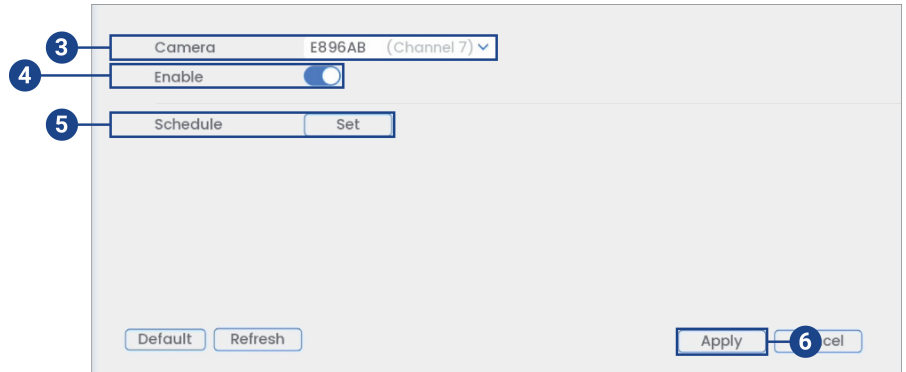 3 Camera E896AB (Channel 7)
4 Enable
5 Schedule Set
Default Refresh Apply 6 cel